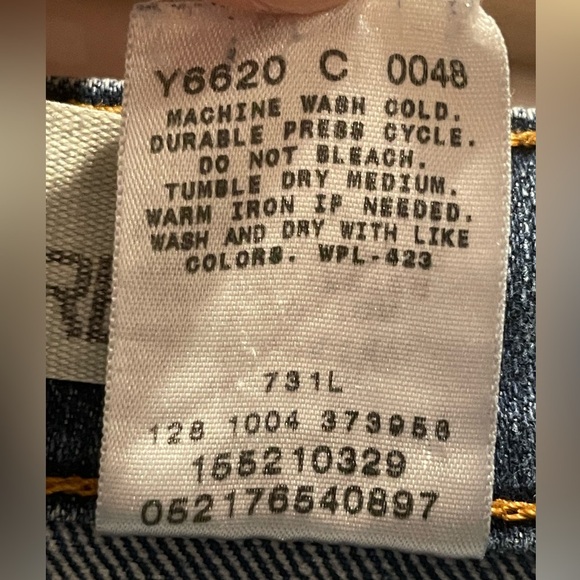 Y6620 C 0048
MACHINE WASH COLD.
DURABLE PRESS CYCLE.
DO NOT BLEACH.
TUMBLE DRY MEDIUM.
WARM IRON IF NEEDED.
WASH AND DRY WITH LIKE
COLORS. WPL-423
731L
128 1004 373958
155210329
052176540897